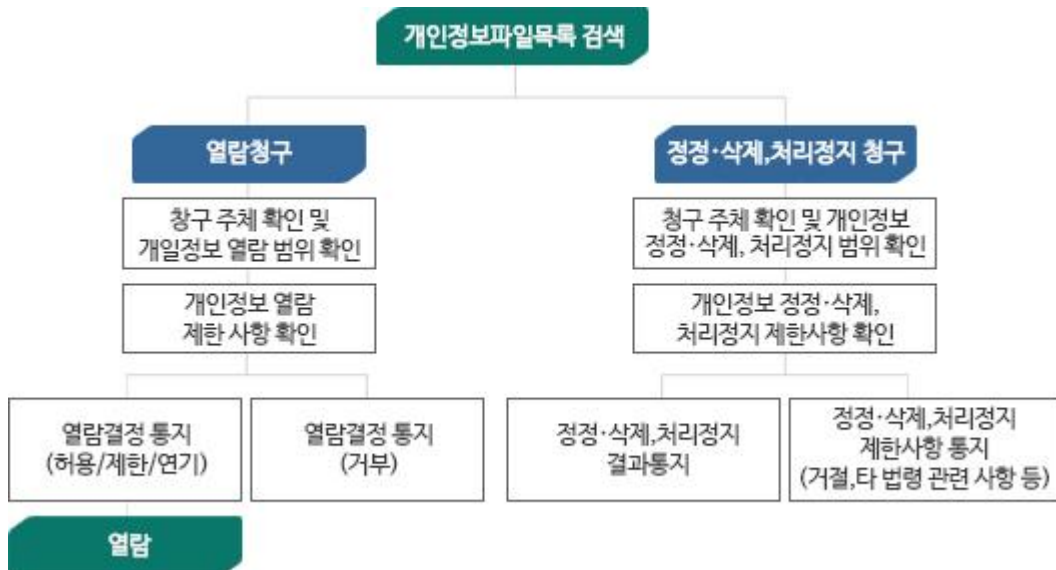 개인정보파일목록 검색
열람청구
정정·삭제,처리정지 청구
창구 주체 확인 및
개일정보 열람 범위 확인
청구 주체 확인 및 개인정보
정정·삭제, 처리정지 범위 확인
개인정보 열람
제한 사항 확인
개인정보 정정·삭제,
처리정지 제한사항 확인
열람결정 통지
(허용/제한/연기)
열람결정 통지
(거부)
정정·삭제,처리정지
결과통지
정정·삭제,처리정지
제한사항 통지
(거절,타 법령 관련 사항 등)
열람